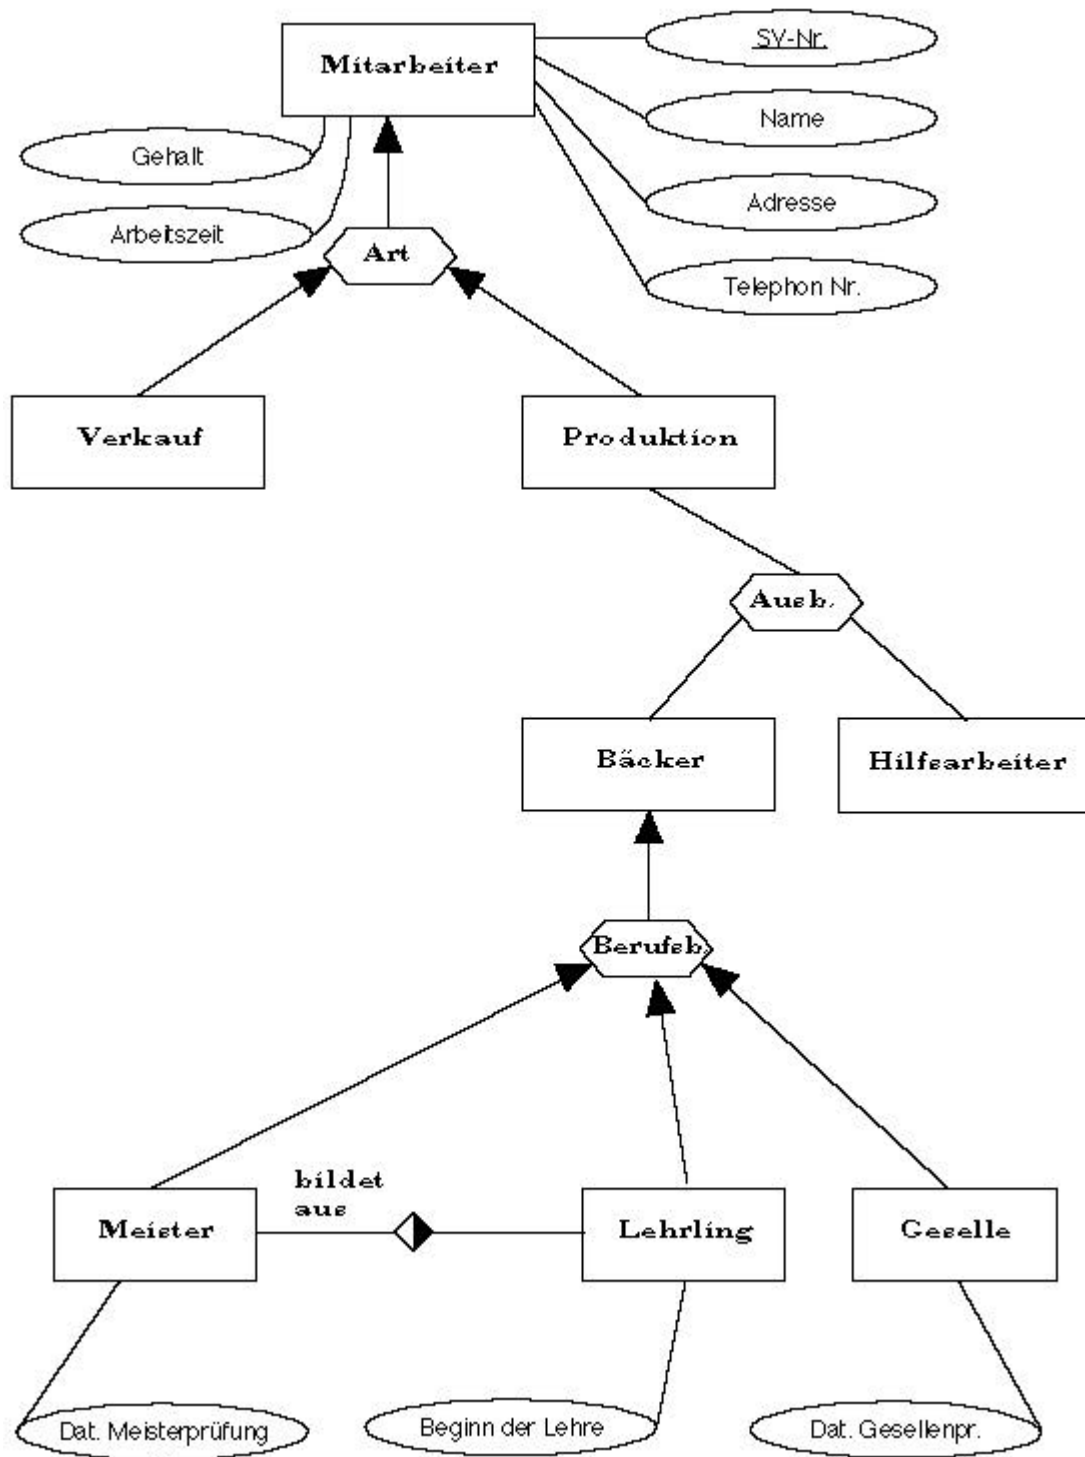 SV-Nr.
Mitarbeiter
Name
Gehalt
Adresse
Arbeitszeit
Art
Telephon Nr.
Verkauf
Produktion
Ausb.
Bäcker
Hilfsarbeiter
Berufsb.
bildet
aus
Meister
Lehrling
Geselle
Dat. Meisterprüfung
Beginn der Lehre
Dat. Gesellenpr.